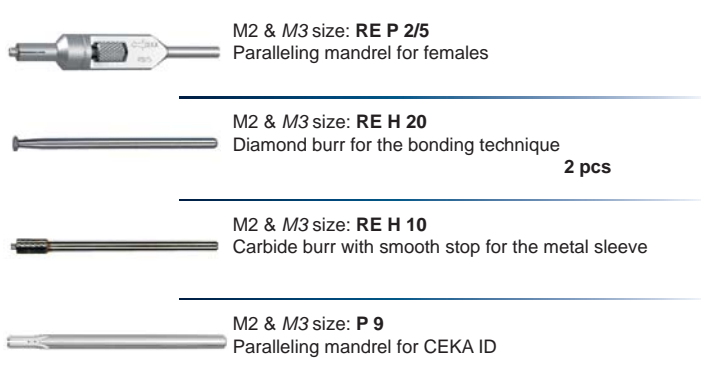 M2 & M3 size: RE P 2/5
Paralleling mandrel for females
M2 & M3 size: RE H 20
Diamond burr for the bonding technique
2 pcs
M2 & M3 size: RE H 10
Carbide burr with smooth stop for the metal sleeve
M2 & M3 size: P 9
Paralleling mandrel for CEKA ID